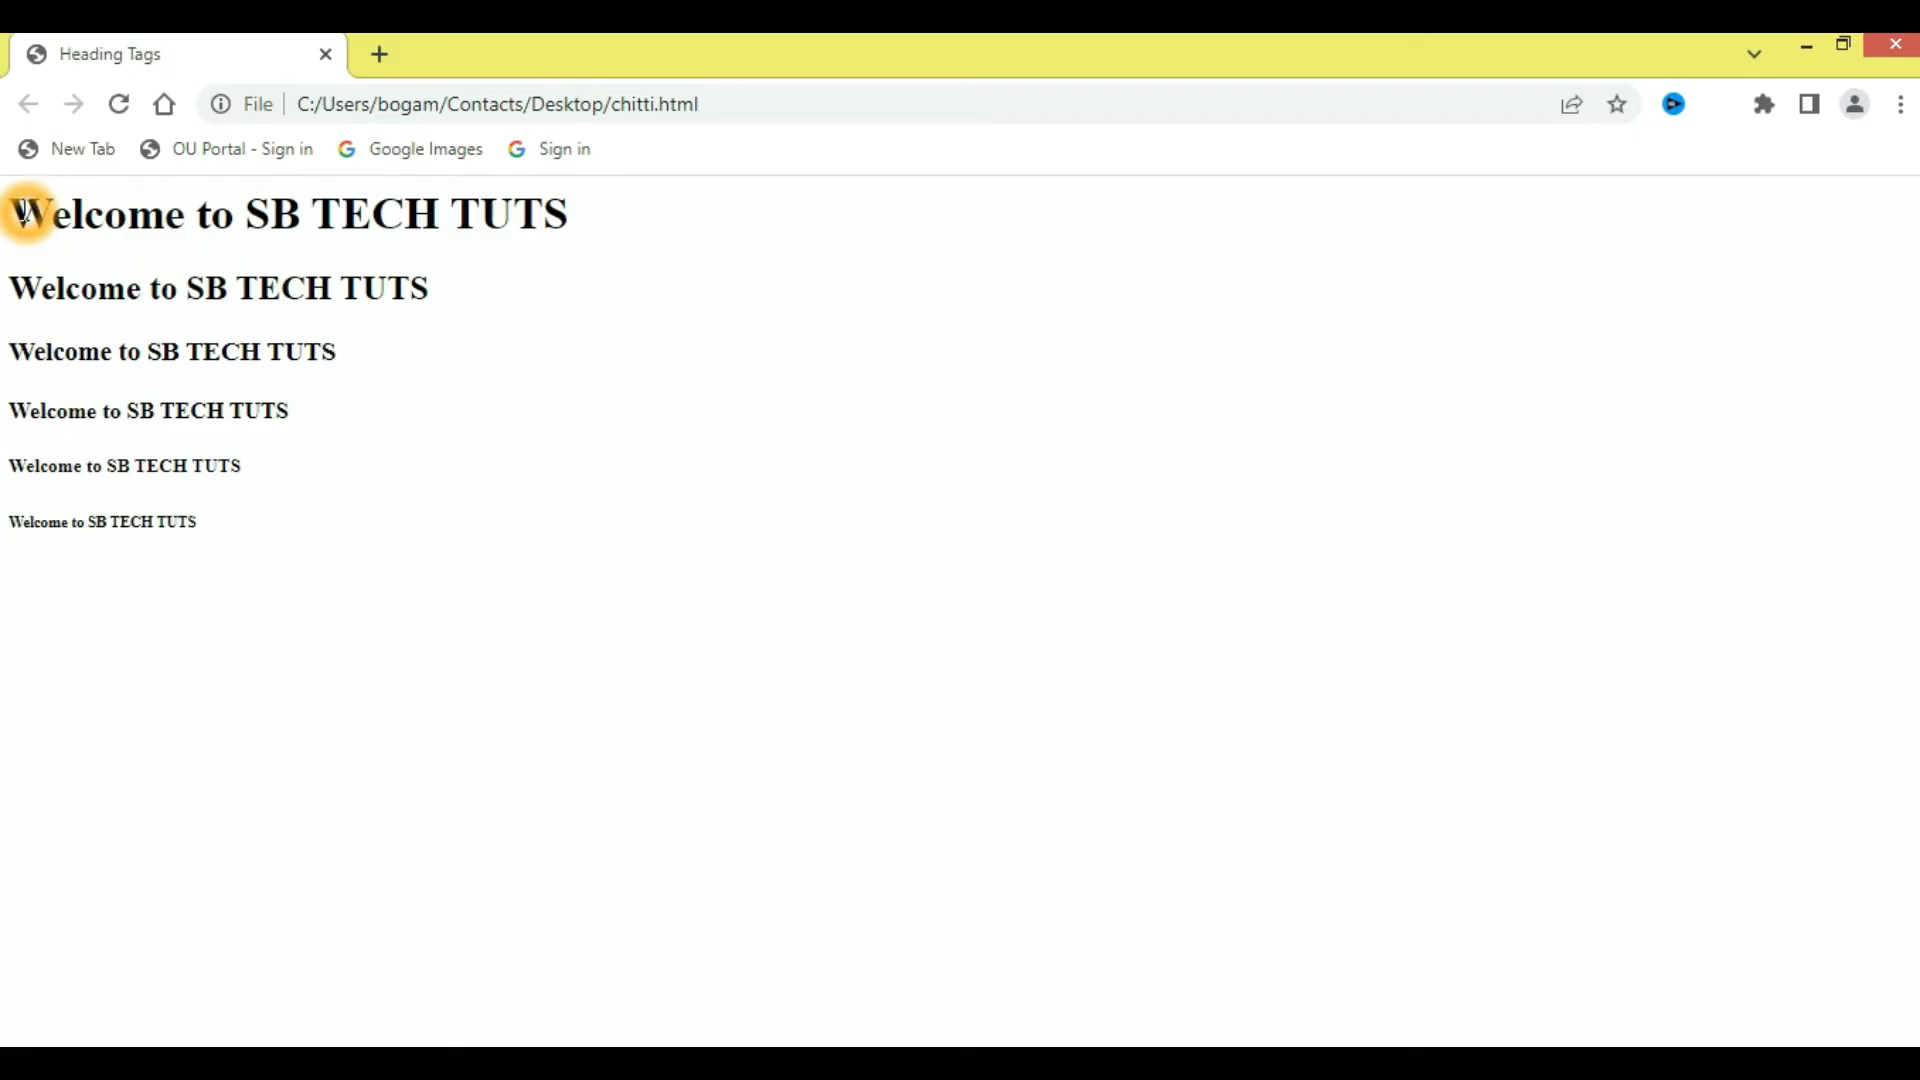 Heading Tags
File C:/Users/bogam/Contacts/Desktop/chitti.html
New Tab OU Portal - Sign in Google Images Sign in
Welcome to SB TECH TUTS
Welcome to SB TECH TUTS
Welcome to SB TECH TUTS
Welcome to SB TECH TUTS
Welcome to SB TECH TUTS
Welcome to SB TECH TUTS